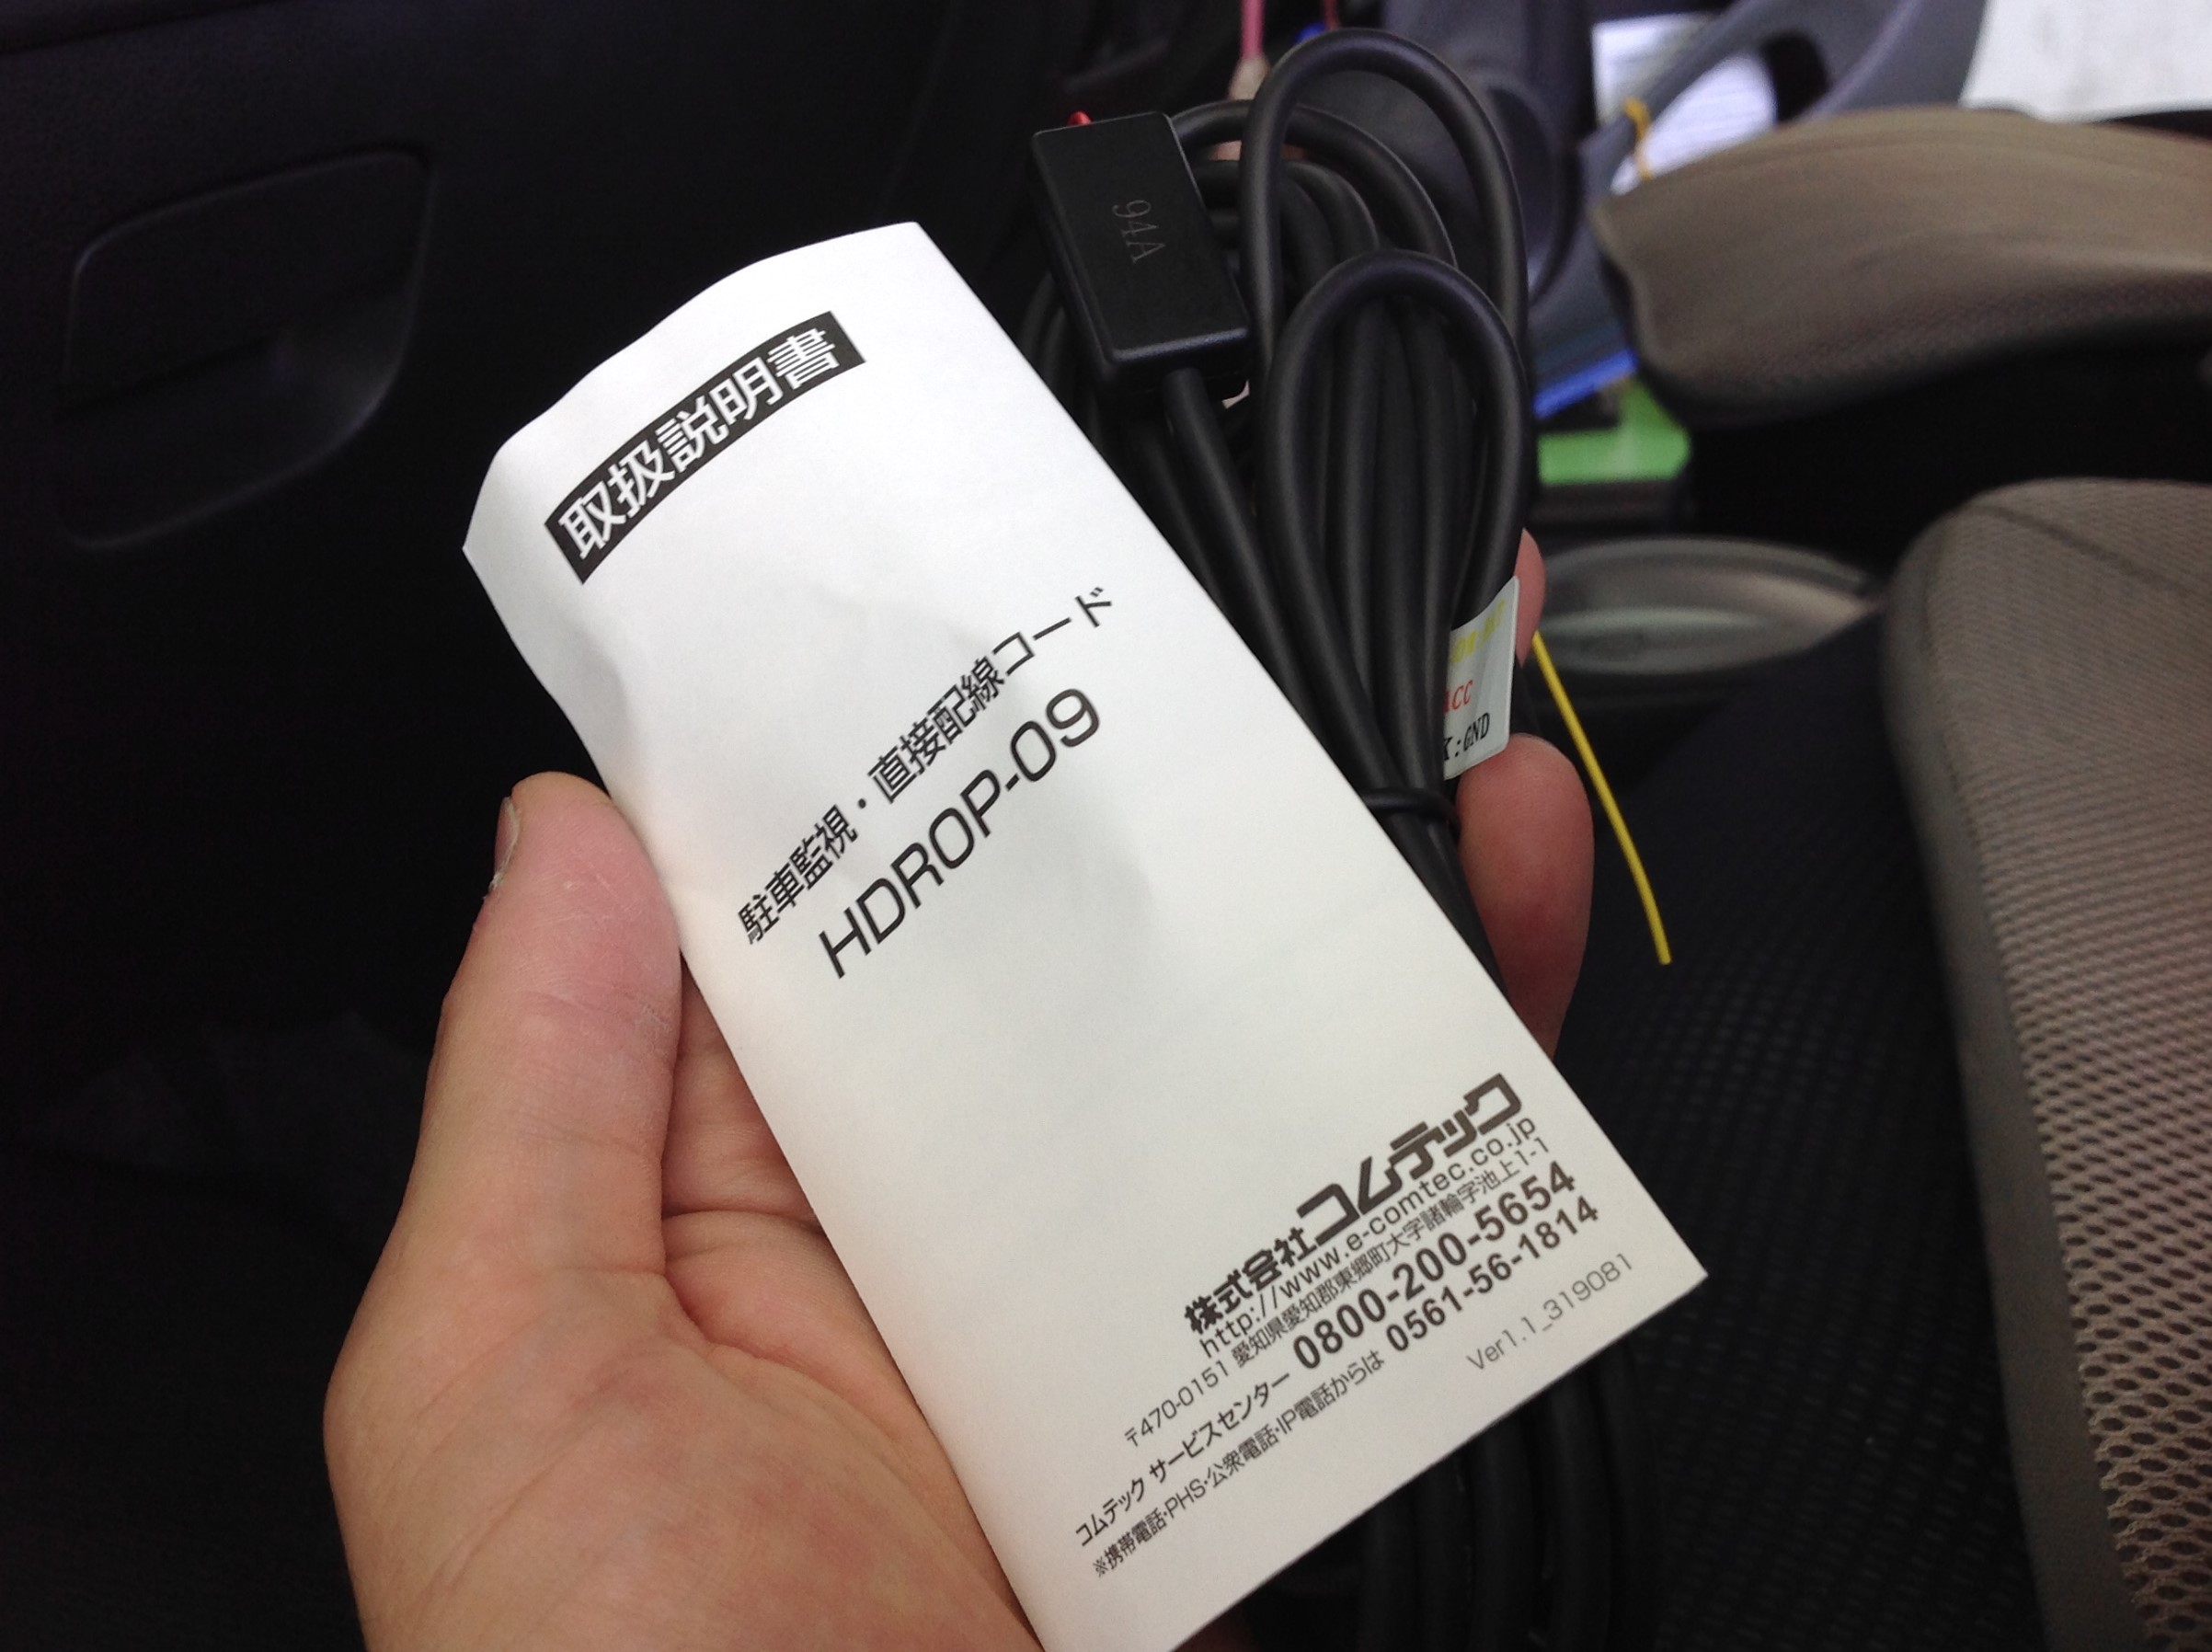 94A
取扱説明書
駐車監視・直接配線コード
HDROP-09
ACC
K:GND
株式会社コムテック
http://www.e-comtec.co.jp
〒470-0151 愛知県愛知郡東郷町大字諸輪字池上1-1
コムテック サービスセンター 0800-200-5654
※携帯電話・PHS・公衆電話・IP電話からは 0561-56-1814
Ver1.1_319081